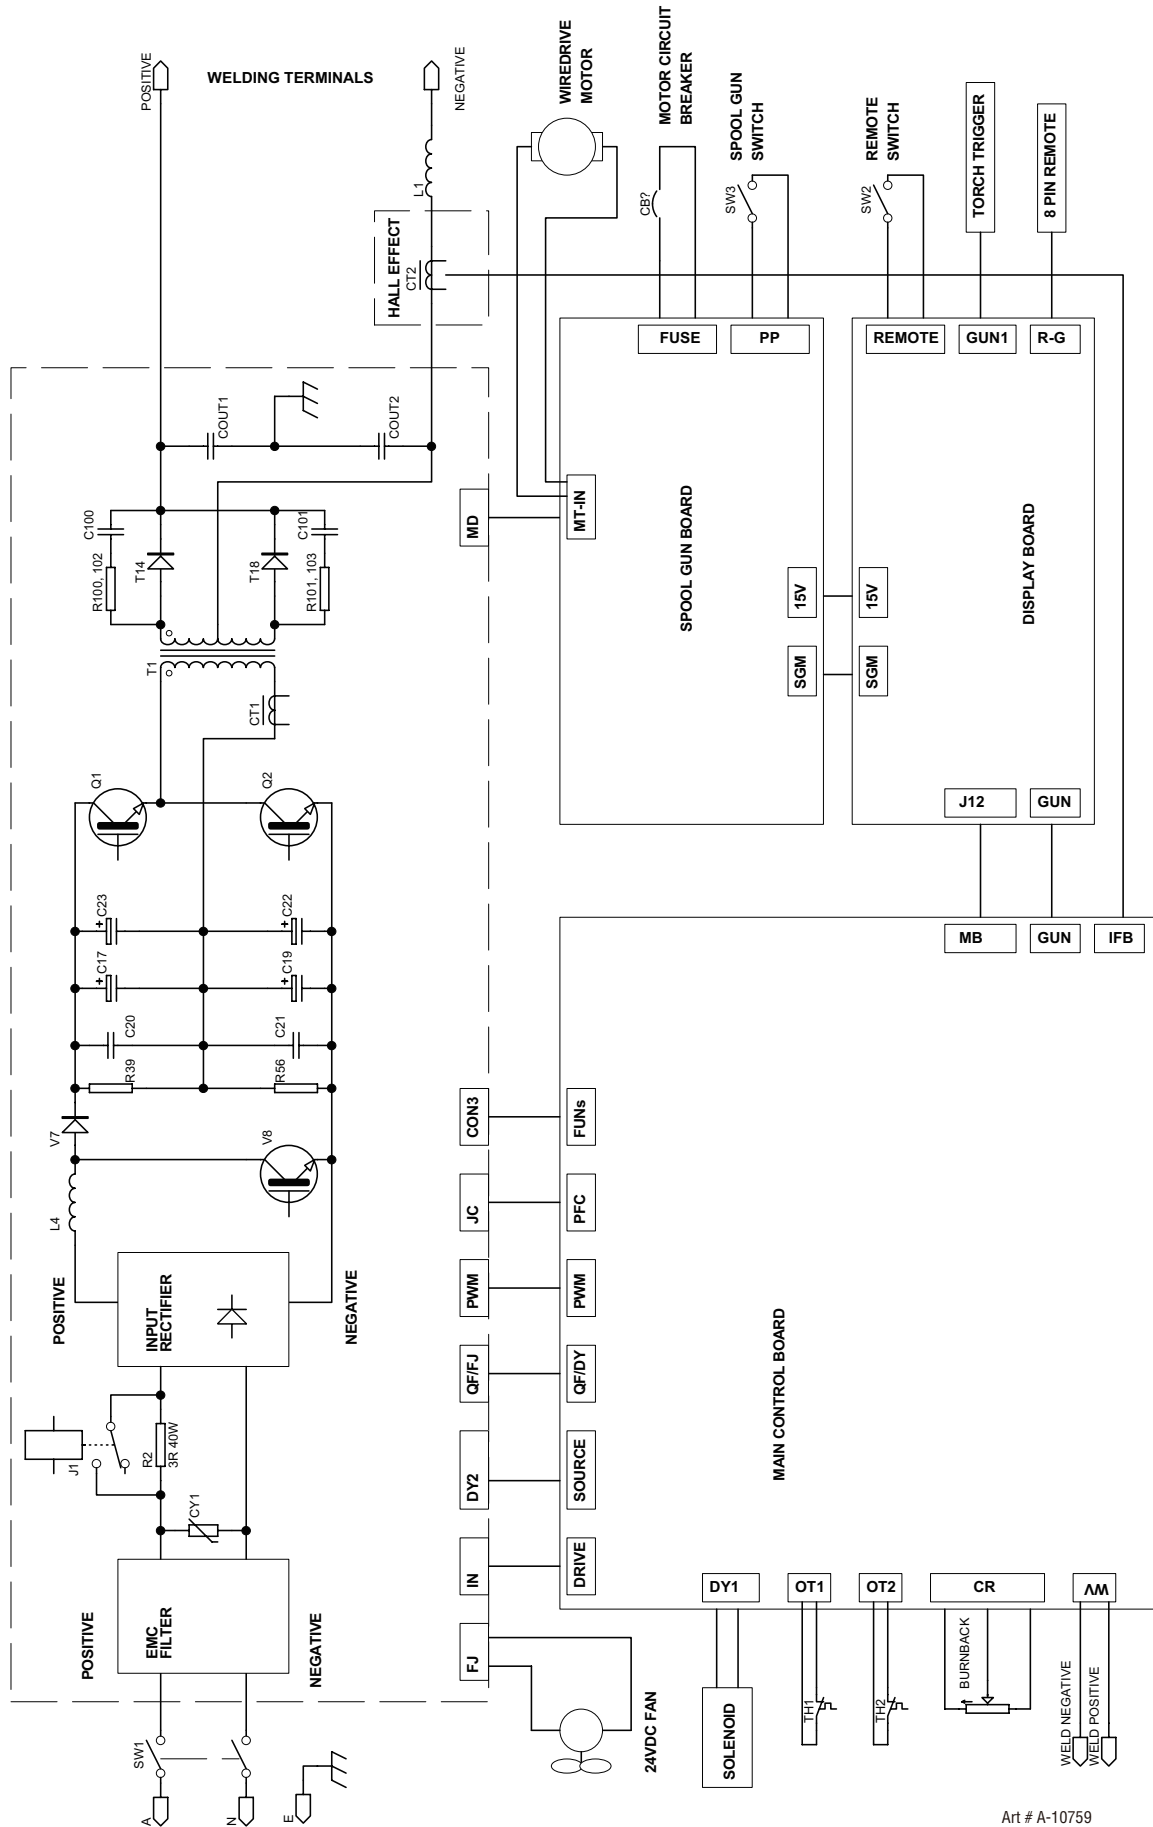 POSITIVE
WELDING TERMINALS
NEGATIVE
L1
HALL EFFECT
CT2
WIREDRIVE
MOTOR
MOTOR CIRCUIT
BREAKER
CB?
SPOOL GUN
SWITCH
SW3
REMOTE
SWITCH
SW2
TORCH TRIGGER
8 PIN REMOTE
COUT1
COUT2
C100
R100, 102
T14
T18
C101
R101, 103
T1
CT1
Q1
Q2
C23
+
C22
+
C17
+
C19
+
C20
C21
R39
R56
V7
V8
L4
POSITIVE
INPUT
RECTIFIER
NEGATIVE
J1
R2
3R 40W
CY1
POSITIVE
EMC
FILTER
NEGATIVE
SW1
A
N
E
MD
CON3
JC
PWM
QF/FJ
DY2
IN
FJ
MT-IN
FUSE
PP
SPOOL GUN BOARD
15V
SGM
REMOTE
GUN1
R-G
15V
SGM
DISPLAY BOARD
J12
GUN
MB
GUN
IFB
FUNs
PFC
PWM
QF/DY
SOURCE
DRIVE
MAIN CONTROL BOARD
DY1
OT1
OT2
CR
VW
24VDC FAN
SOLENOID
TH1
TH2
BURNBACK
WELD NEGATIVE
WELD POSITIVE
Art # A-10759